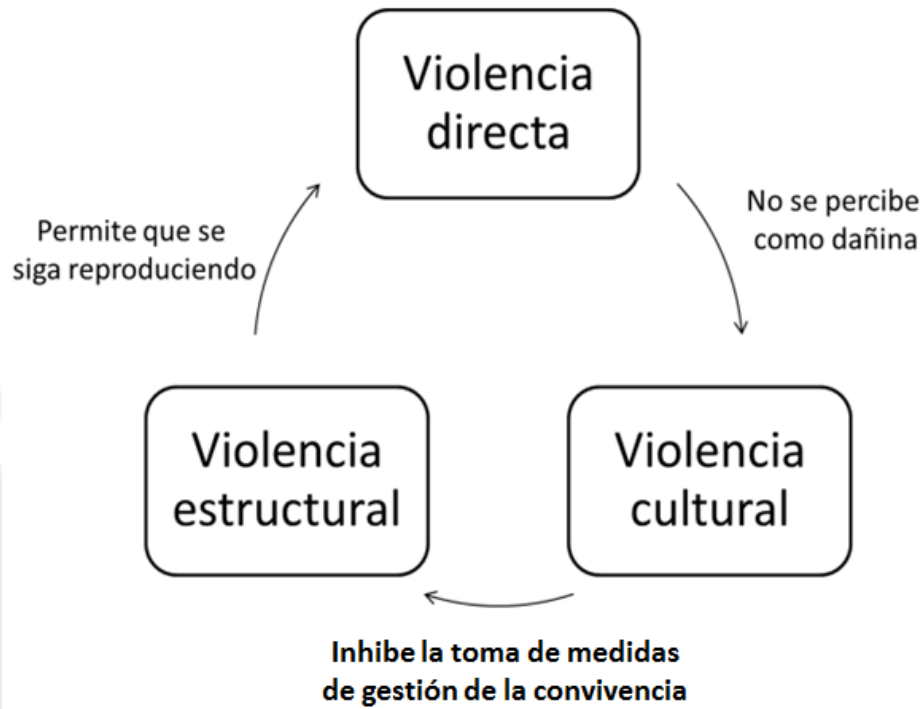 Violencia
directa
No se percibe
como dañina
Permite que se
siga reproduciendo
Violencia
estructural
Violencia
cultural
Inhibe la toma de medidas
de gestión de la convivencia